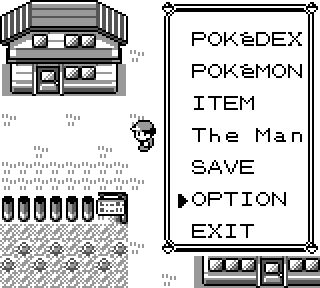 POKéDEX
POKéMON
ITEM
The Man
SAVE
OPTION
EXIT